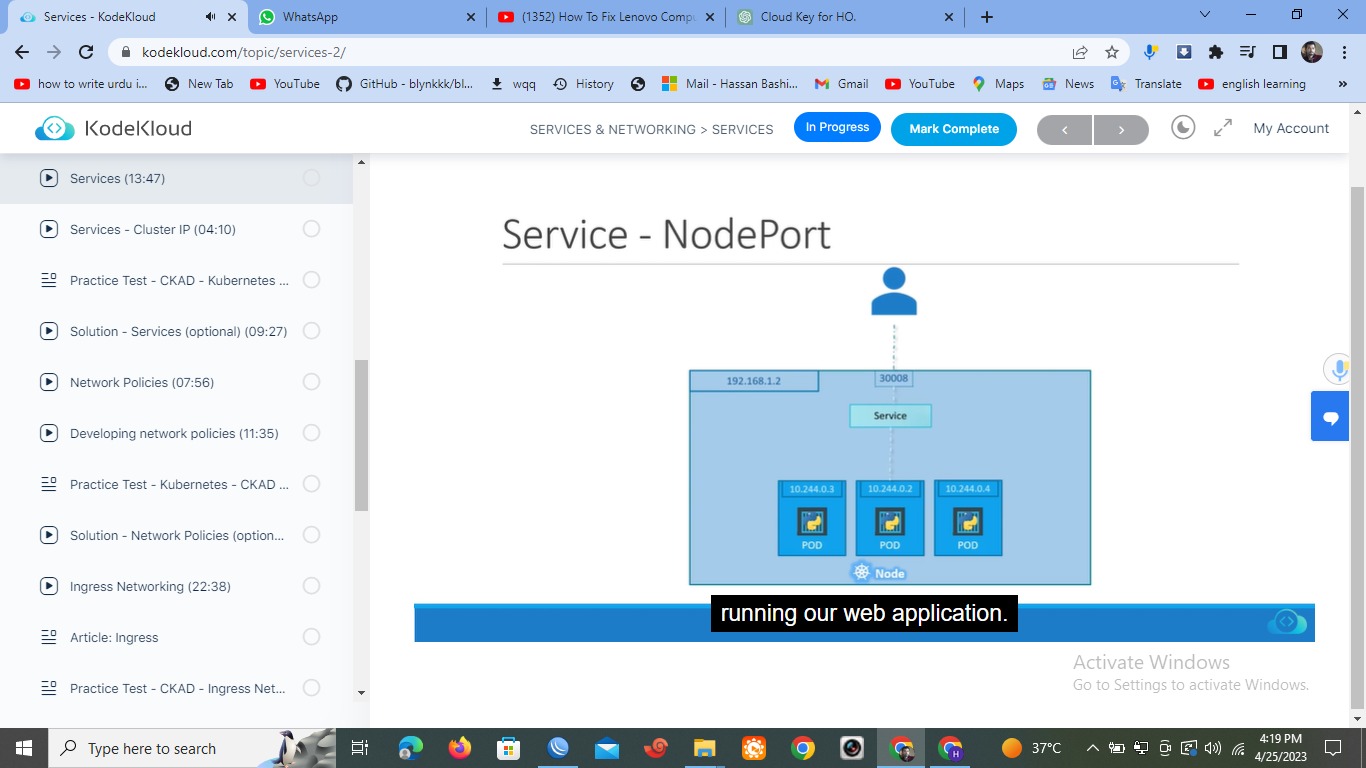 Services - KodeKloud
WhatsApp
(1352) How To Fix Lenovo Compu
Cloud Key for HO.
kodekloud.com/topic/services-2/
how to write urdu i...
New Tab
YouTube
GitHub - blynkkk/bl...
wqq
History
Mail - Hassan Bashi...
Gmail
YouTube
Maps
News
Translate
english learning
»
KodeKloud
SERVICES & NETWORKING > SERVICES
In Progress
Mark Complete
My Account
Services (13:47)
Services - Cluster IP (04:10)
Practice Test - CKAD - Kubernetes ...
Solution - Services (optional) (09:27)
Network Policies (07:56)
Developing network policies (11:35)
Practice Test - Kubernetes - CKAD ...
Solution - Network Policies (option...
Ingress Networking (22:38)
Article: Ingress
Practice Test - CKAD - Ingress Net...
Service - NodePort
192.168.1.2
30008
Service
10.244.0.3
10.244.0.2
10.244.0.4
POD
POD
POD
Node
running our web application.
Activate Windows
Go to Settings to activate Windows.
Type here to search
H
37°C
4:19 PM
4/25/2023